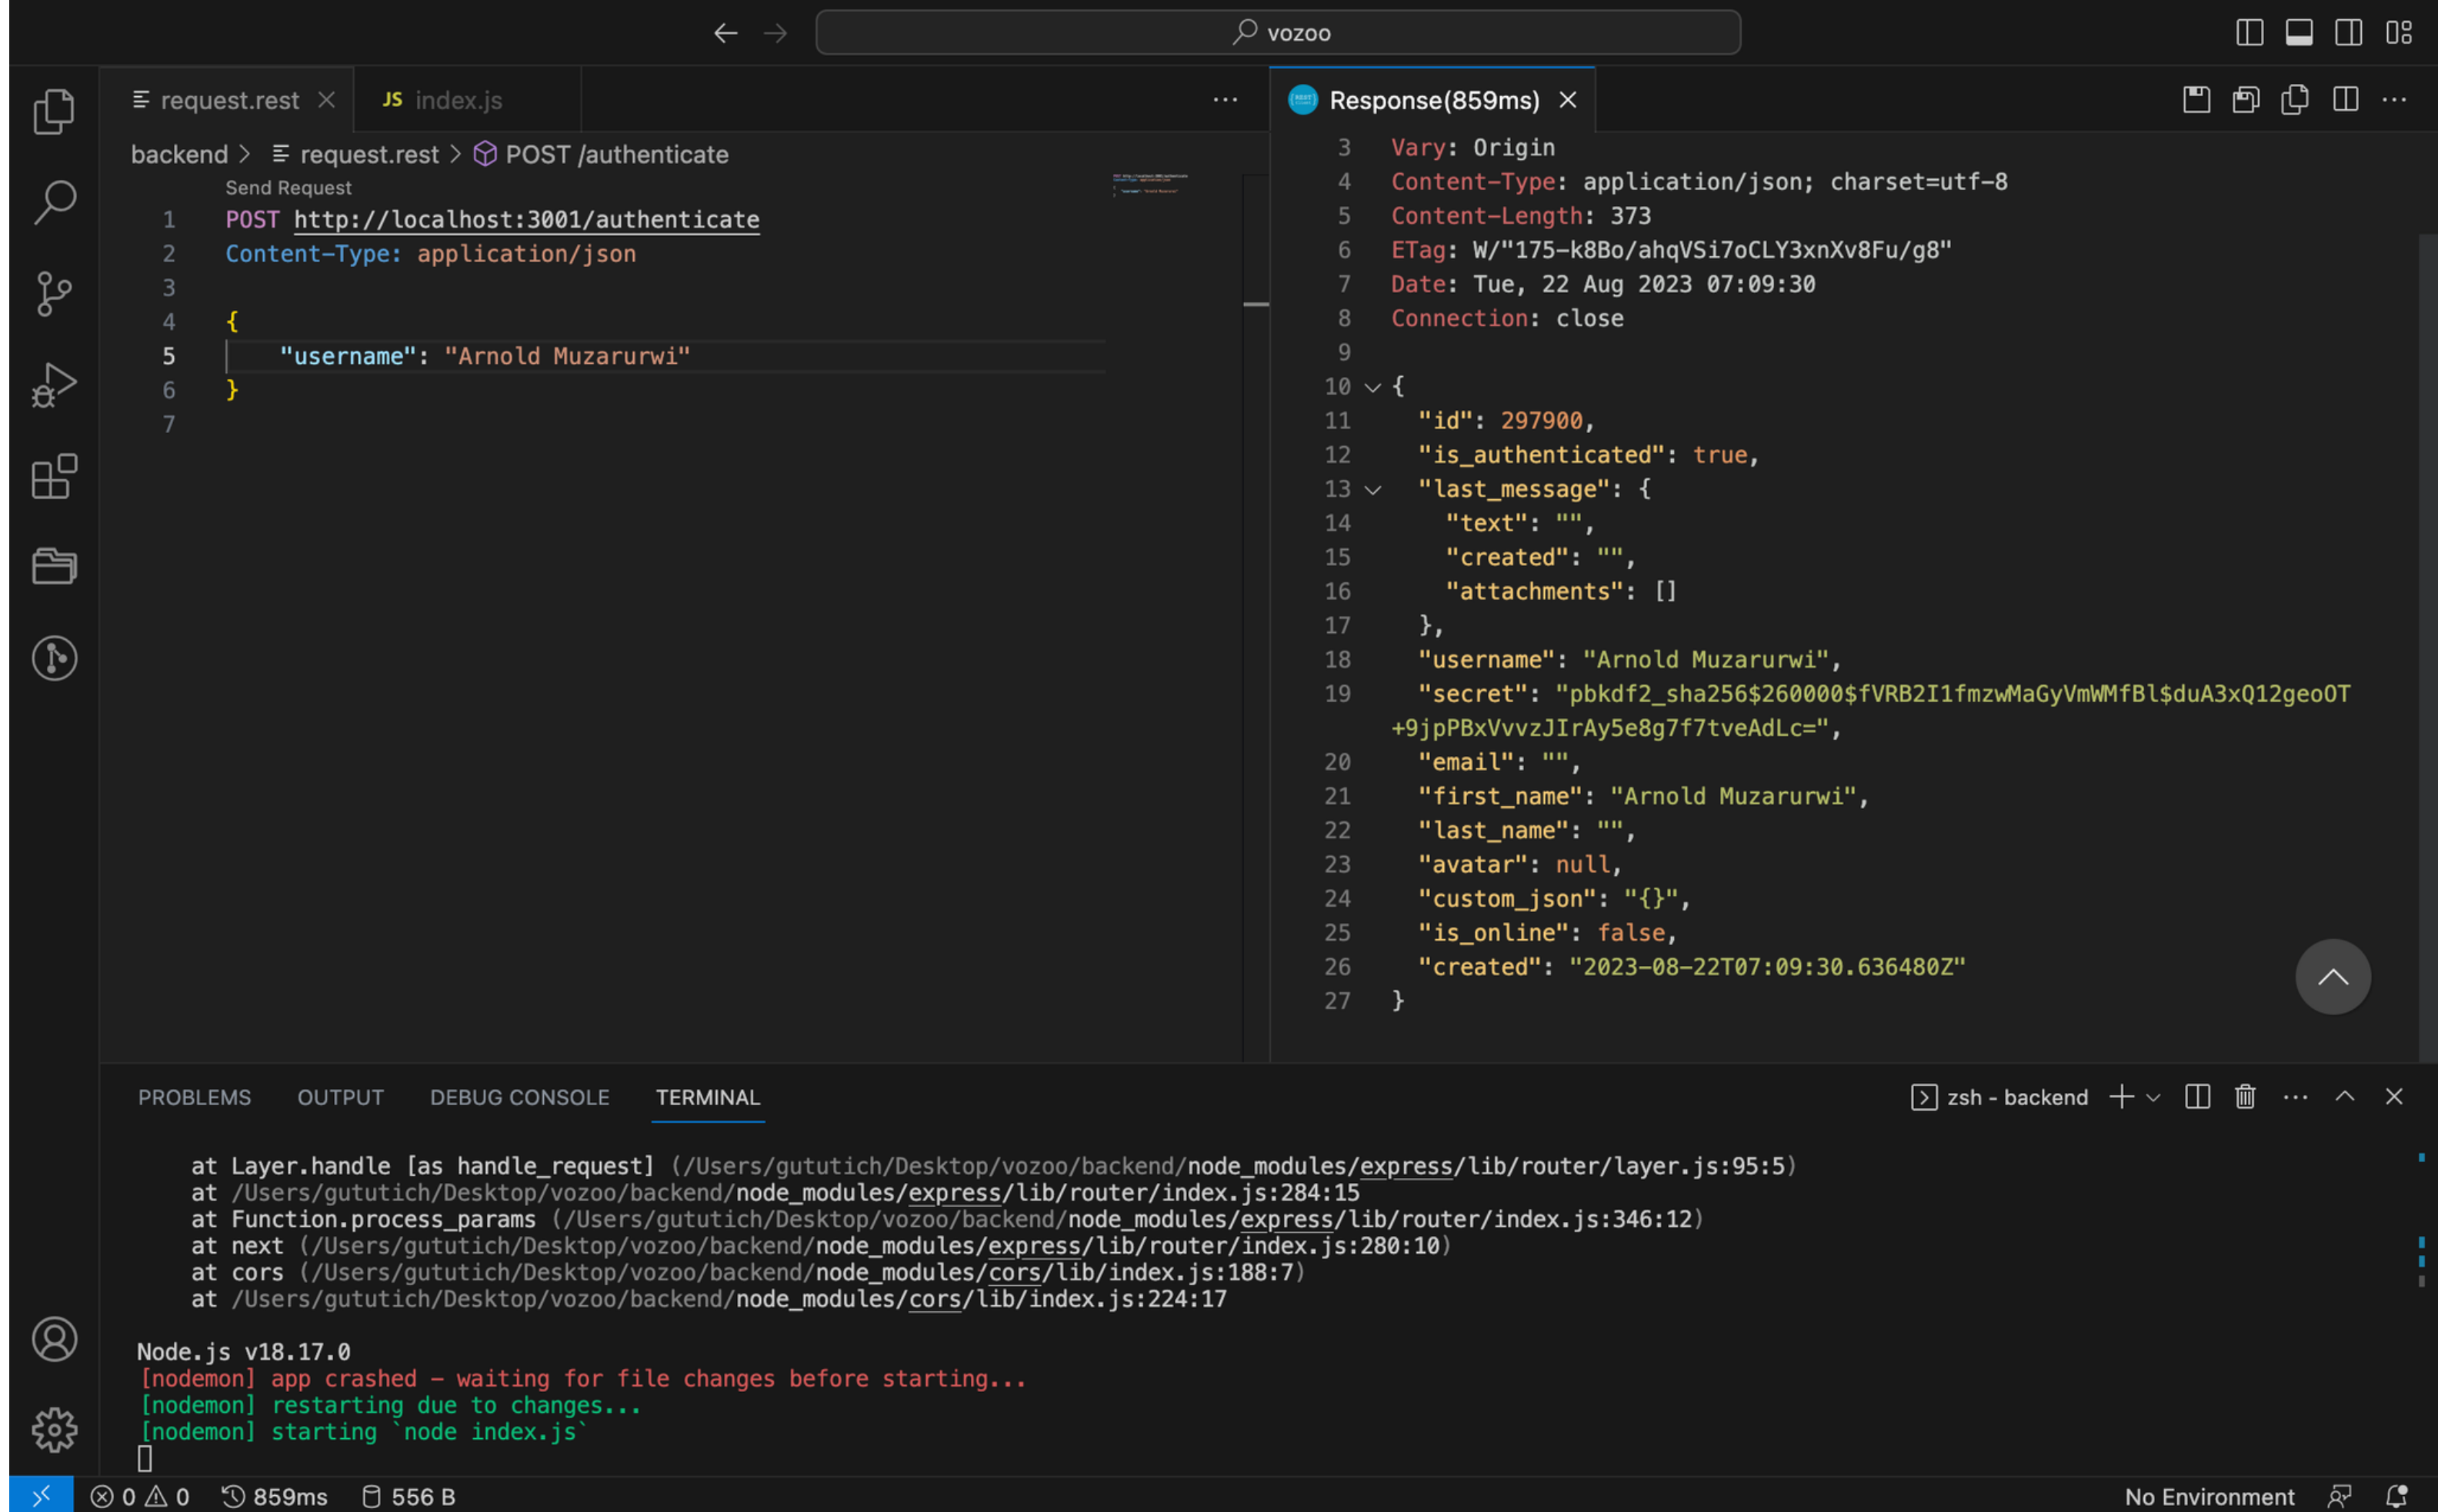 vozoo
request.rest
JS index.js
Response(859ms)
backend > request.rest > POST /authenticate
Send Request
1 POST http://localhost:3001/authenticate
2 Content-Type: application/json
3
4 {
5 "username": "Arnold Muzarurwi"
6 }
7
3 Vary: Origin
4 Content-Type: application/json; charset=utf-8
5 Content-Length: 373
6 ETag: W/"175-k8Bo/ahqVSi7oCLY3xnXv8Fu/g8"
7 Date: Tue, 22 Aug 2023 07:09:30
8 Connection: close
9
10 {
11 "id": 297900,
12 "is_authenticated": true,
13 "last_message": {
14 "text": "",
15 "created": "",
16 "attachments": []
17 },
18 "username": "Arnold Muzarurwi",
19 "secret": "pbkdf2_sha256$260000$fVRB2I1fmzwMaGyVmWMfBl$duA3xQ12geoOT
+9jpPBxVvvzJIrAy5e8g7f7tveAdLc=",
20 "email": "",
21 "first_name": "Arnold Muzarurwi",
22 "last_name": "",
23 "avatar": null,
24 "custom_json": "{}",
25 "is_online": false,
26 "created": "2023-08-22T07:09:30.636480Z"
27 }
PROBLEMS OUTPUT DEBUG CONSOLE TERMINAL
zsh - backend
at Layer.handle [as handle_request] (/Users/gututich/Desktop/vozoo/backend/node_modules/express/lib/router/layer.js:95:5)
at /Users/gututich/Desktop/vozoo/backend/node_modules/express/lib/router/index.js:284:15
at Function.process_params (/Users/gututich/Desktop/vozoo/backend/node_modules/express/lib/router/index.js:346:12)
at next (/Users/gututich/Desktop/vozoo/backend/node_modules/express/lib/router/index.js:280:10)
at cors (/Users/gututich/Desktop/vozoo/backend/node_modules/cors/lib/index.js:188:7)
at /Users/gututich/Desktop/vozoo/backend/node_modules/cors/lib/index.js:224:17
Node.js v18.17.0
[nodemon] app crashed - waiting for file changes before starting...
[nodemon] restarting due to changes...
[nodemon] starting `node index.js`
0 0 859ms 556 B
No Environment